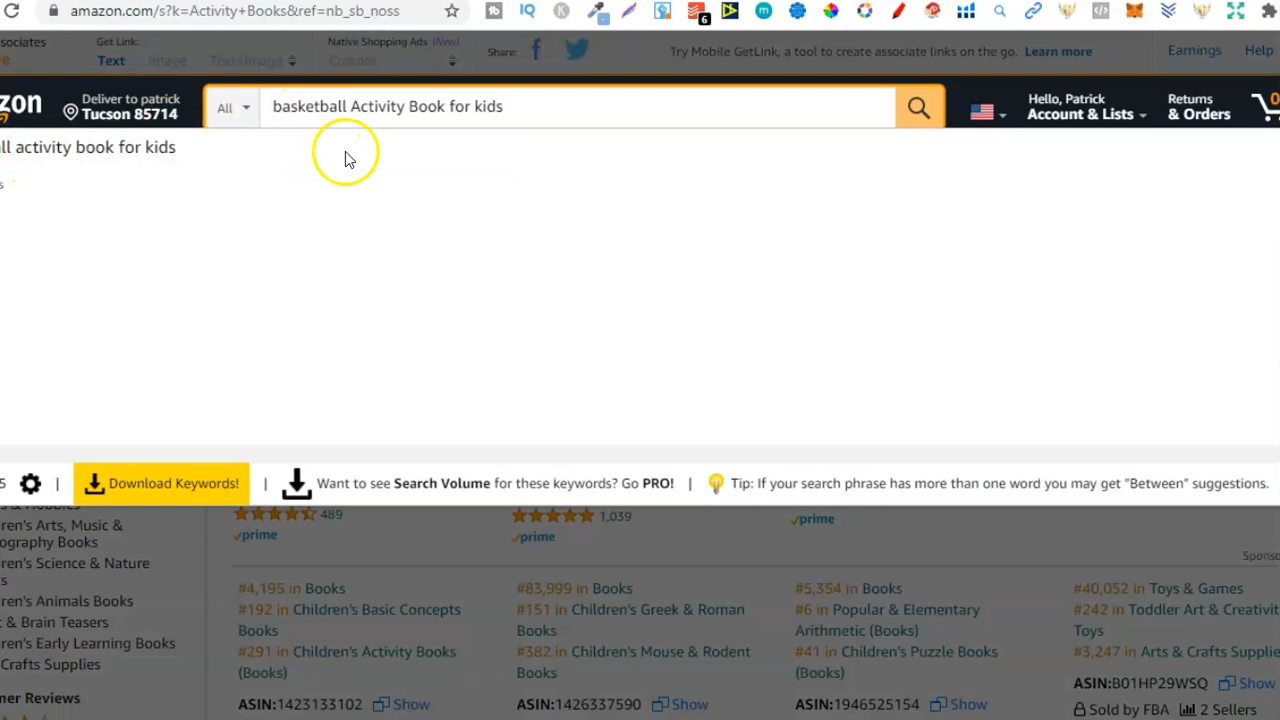 amazon.com/s?k=Activity+Books&ref=nb_sb_noss
6
sociates
Get Link:
Native Shopping Ads (New)
Text
Image
Text+Image
Custom
Share:
Try Mobile GetLink, a tool to create associate links on the go. Learn more
Earnings
Help
zon
Deliver to patrick
Tucson 85714
All
basketball Activity Book for kids
Hello, Patrick
Account & Lists
Returns
& Orders
0
ll activity book for kids
s
5 | Download Keywords! | Want to see Search Volume for these keywords? Go PRO! | Tip: If your search phrase has more than one word you may get "Between" suggestions.
s & Hobbies
ren's Arts, Music &
ography Books
ren's Science & Nature
s
ren's Animals Books
& Brain Teasers
ren's Early Learning Books
Crafts Supplies
mer Reviews
489
prime
#4,195 in Books
#192 in Children's Basic Concepts
Books
#291 in Children's Activity Books
(Books)
ASIN:1423133102 Show
1,039
prime
#83,999 in Books
#151 in Children's Greek & Roman
Books
#382 in Children's Mouse & Rodent
Books
ASIN:1426337590 Show
prime
#5,354 in Books
#6 in Popular & Elementary
Arithmetic (Books)
#41 in Children's Puzzle Books
(Books)
ASIN:1946525154 Show
Sponso
#40,052 in Toys & Games
#242 in Toddler Art & Creativit
Toys
#3,247 in Arts & Crafts Supplie
ASIN:B01HP29WSQ Show
Sold by FBA 2 Sellers